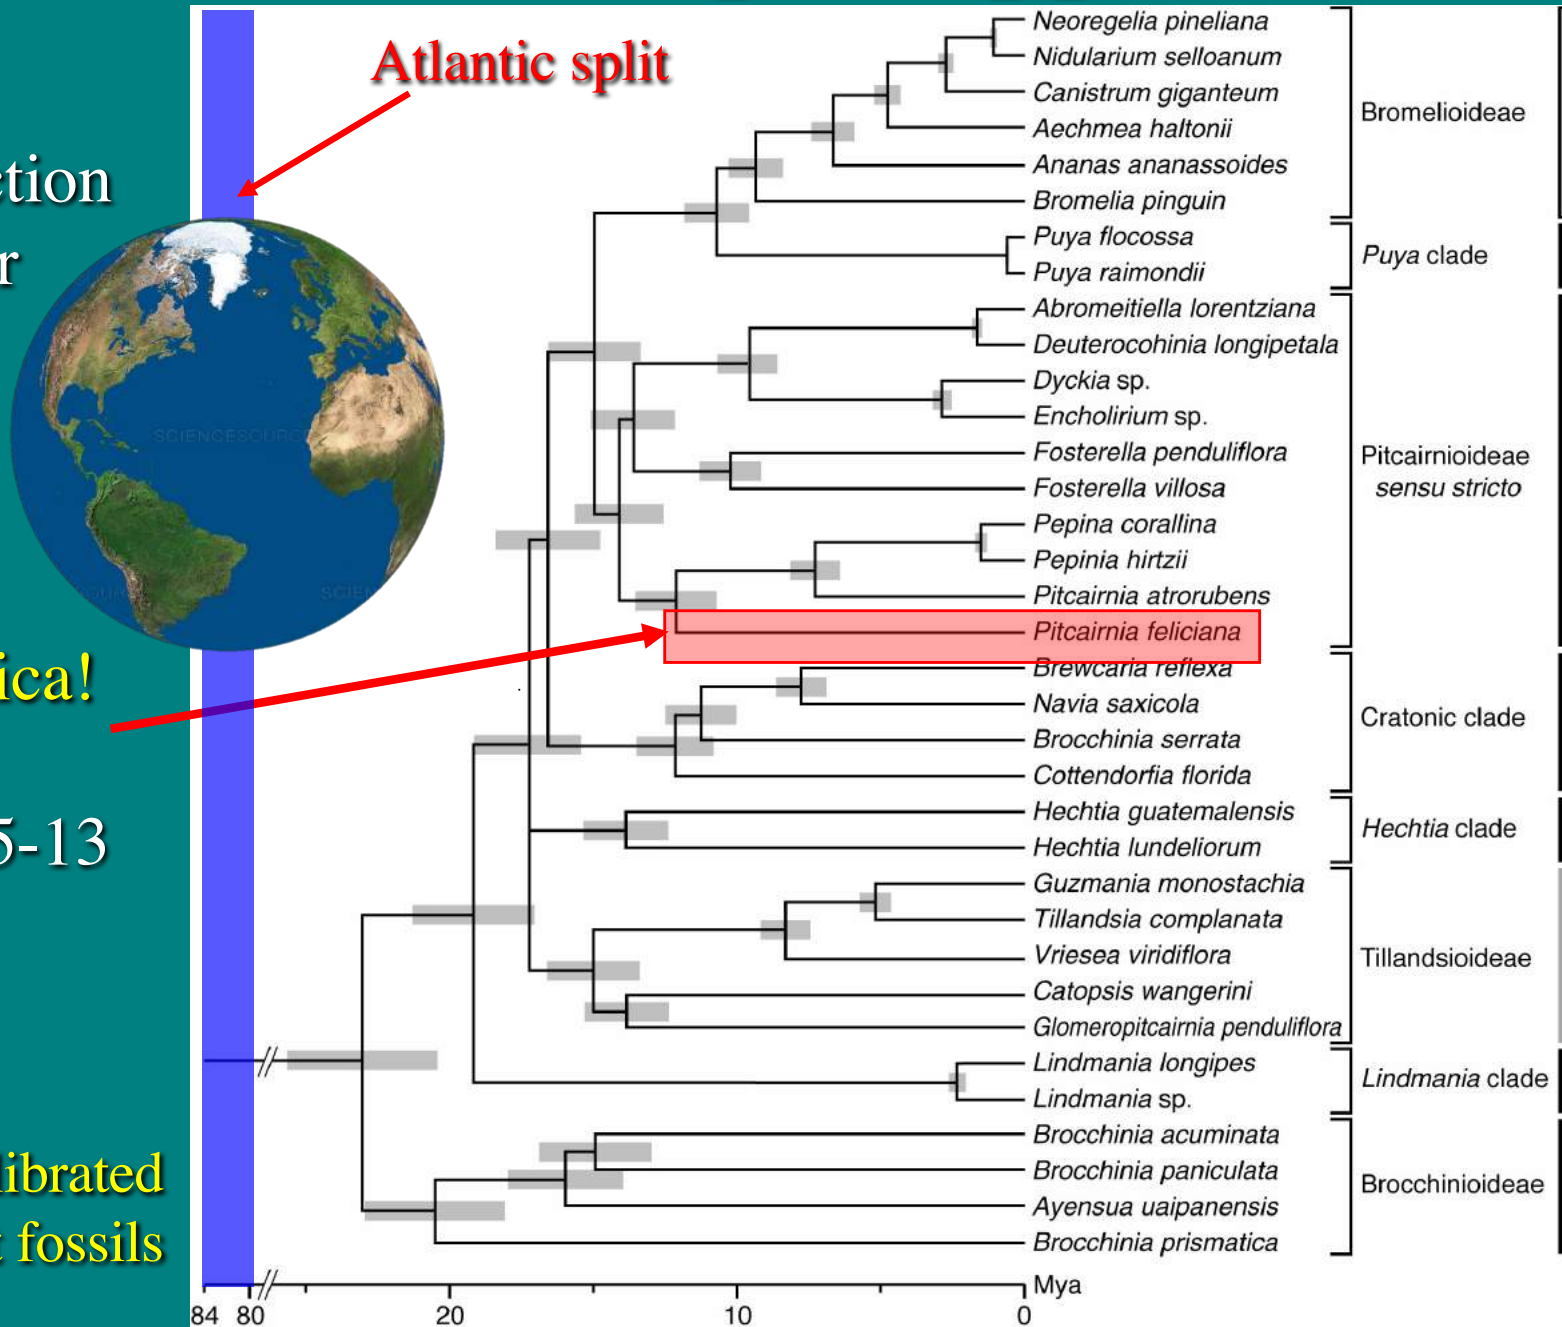 Atlantic split
ction
r
ica!
5-13
librated
t fossils
SCIENCESOURCE
Neoregelia pineliana
Nidularium selloanum
Canistrum giganteum
Aechmea haltonii
Ananas ananassoides
Bromelia pinguin
Bromelioideae
Puya flocossa
Puya raimondii
Puya clade
Abromeitiella lorentziana
Deuterocohinia longipetala
Dyckia sp.
Encholirium sp.
Fosterella penduliflora
Fosterella villosa
Pepina corallina
Pepinia hirtzii
Pitcairnia atrorubens
Pitcairnia feliciana
Pitcairnioideae
sensu stricto
Brewcaria reflexa
Navia saxicola
Brocchinia serrata
Cottendorfia florida
Cratonic clade
Hechtia guatemalensis
Hechtia lundeliorum
Hechtia clade
Guzmania monostachia
Tillandsia complanata
Vriesea viridiflora
Catopsis wangerini
Glomeropitcairnia penduliflora
Tillandsioideae
Lindmania longipes
Lindmania sp.
Lindmania clade
Brocchinia acuminata
Brocchinia paniculata
Ayensua uaipanensis
Brocchinia prismatica
Brocchinioideae
Mya
84 80 20 10 0